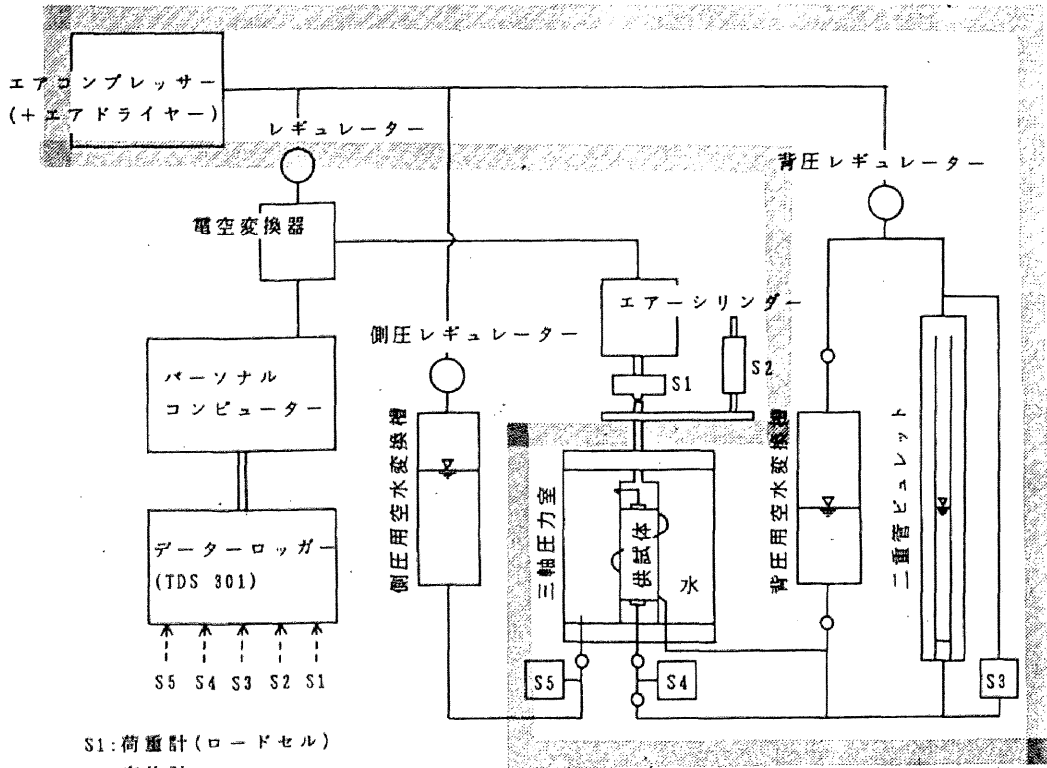 エアコンプレッサー
(+エアドライヤー)
レギュレーター
背圧レギュレーター
電空変換器
エアーシリンダー
側圧レギュレーター
S2
S1
パーソナル
コンピューター
側圧用空水変換槽
三軸圧力室
供試体
水
背圧用空水変換槽
二重管ビュレット
データーロッガー
(TDS 301)
S5 S4 S3 S2 S1
S5
S4
S3
S1:荷重計(ロードセル)